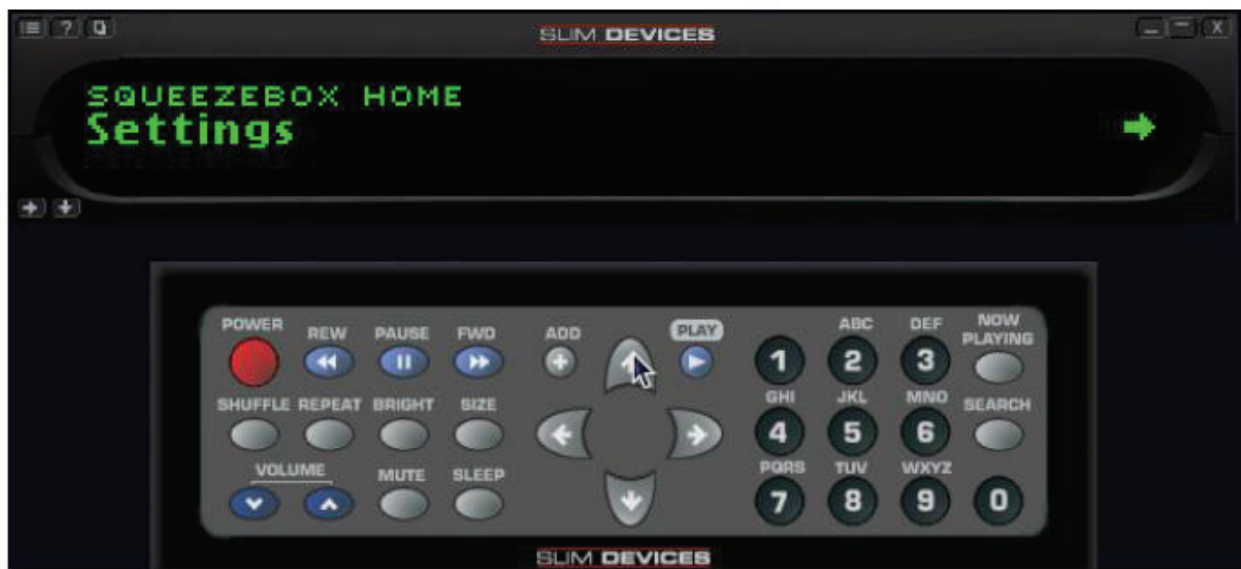 ?
SLIM DEVICES
X
SQUEEZEBOX HOME
Settings
POWER REW PAUSE FWD ADD PLAY ABC DEF NOW PLAYING
1 2 3
SHUFFLE REPEAT BRIGHT SIZE GHI JKL MNO SEARCH
4 5 6
VOLUME MUTE SLEEP PQRS TUV WXYZ
7 8 9 0
SLIM DEVICES